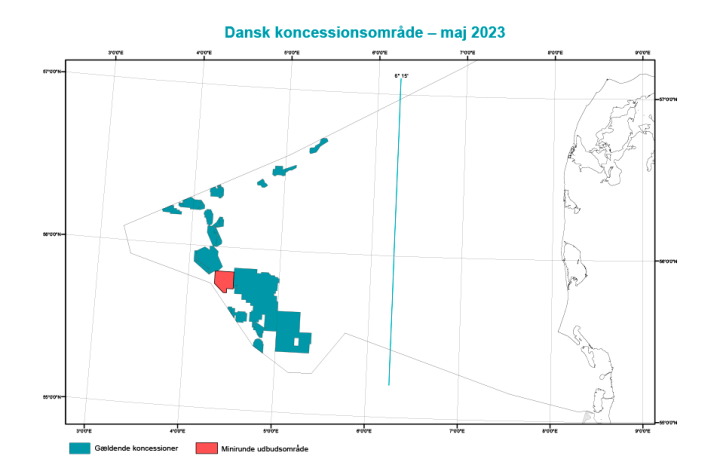 Dansk koncessionsområde – maj 2023
3°0'0"E 4°0'0"E 5°0'0"E 6°0'0"E 7°0'0"E 8°0'0"E 9°0'0"E
57°0'0"N
6° 15'
57°0'0"N
56°0'0"N
56°0'0"N
55°0'0"N
55°0'0"N
3°0'0"E 4°0'0"E 5°0'0"E 6°0'0"E 7°0'0"E 8°0'0"E 9°0'0"E
Gældende koncessioner Minirunde udbudsområde